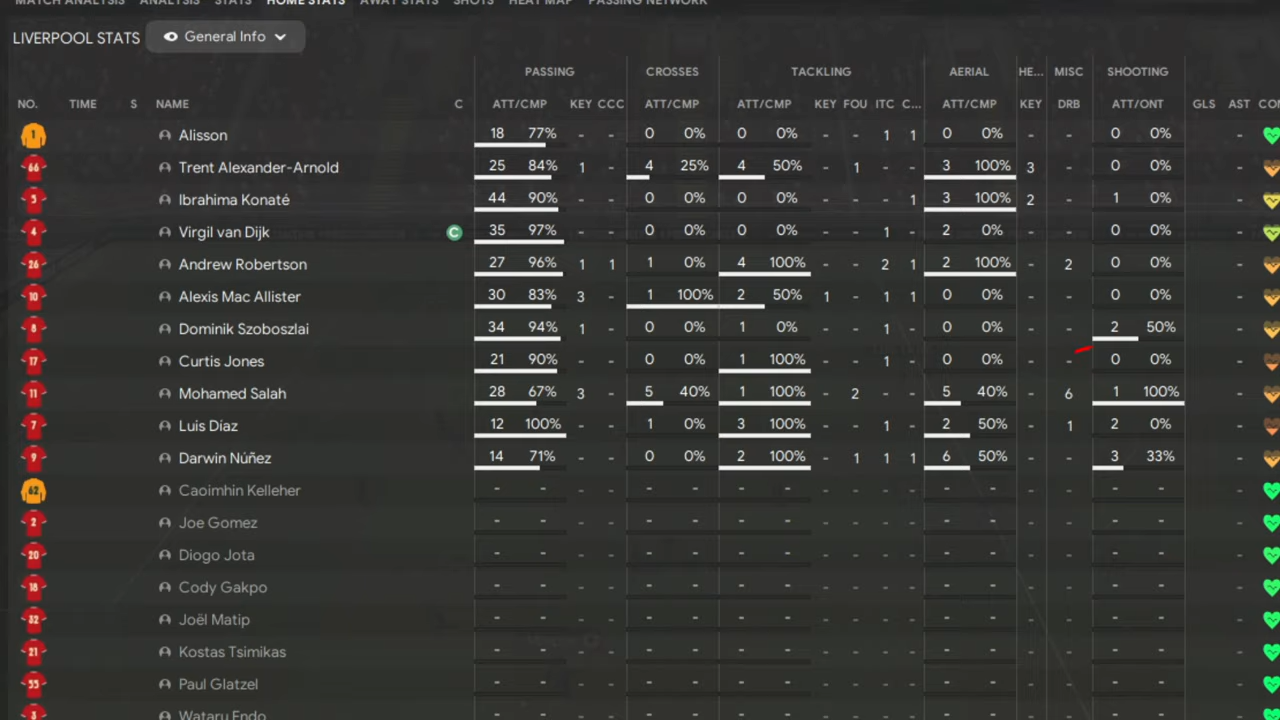 MATCH ANALYSIS ANALYSIS STATS HOME STATS AWAY STATS SHOTS HEAT MAP PASSING NETWORK
LIVERPOOL STATS General Info
PASSING CROSSES TACKLING AERIAL HE... MISC SHOOTING
NO. TIME S NAME C ATT/CMP KEY CCC ATT/CMP ATT/CMP KEY FOU ITC C... ATT/CMP KEY DRB ATT/ONT GLS AST CON
1 Alisson 18 77% - - 0 0% 0 0% - - 1 1 0 0% - - 0 0% -
66 Trent Alexander-Arnold 25 84% 1 - 4 25% 4 50% - 1 - - 3 100% 3 - 0 0% -
5 Ibrahima Konaté 44 90% - - 0 0% 0 0% - - - 1 3 100% 2 - 1 0% -
4 Virgil van Dijk C 35 97% - - 0 0% 0 0% - - 1 - 2 0% - - 0 0% -
26 Andrew Robertson 27 96% 1 1 1 0% 4 100% - - 2 1 2 100% - 2 0 0% -
10 Alexis Mac Allister 30 83% 3 - 1 100% 2 50% 1 - 1 1 0 0% - - 0 0% -
8 Dominik Szoboszlai 34 94% 1 - 0 0% 1 0% - - 1 - 0 0% - - 2 50% -
17 Curtis Jones 21 90% - - 0 0% 1 100% - - 1 - 0 0% - - 0 0% -
11 Mohamed Salah 28 67% 3 - 5 40% 1 100% - 2 - - 5 40% - 6 1 100% -
7 Luis Díaz 12 100% - - 1 0% 3 100% - - 1 - 2 50% - 1 2 0% -
9 Darwin Núñez 14 71% - - 0 0% 2 100% - 1 1 1 6 50% - - 3 33% -
62 Caoimhin Kelleher - - - - - - - - - - - - - - - - - - -
2 Joe Gomez - - - - - - - - - - - - - - - - - - -
20 Diogo Jota - - - - - - - - - - - - - - - - - - -
18 Cody Gakpo - - - - - - - - - - - - - - - - - - -
32 Joël Matip - - - - - - - - - - - - - - - - - - -
21 Kostas Tsimikas - - - - - - - - - - - - - - - - - - -
55 Paul Glatzel - - - - - - - - - - - - - - - - - - -
3 Wataru Endo - - - - - - - - - - - - - - - - - - -